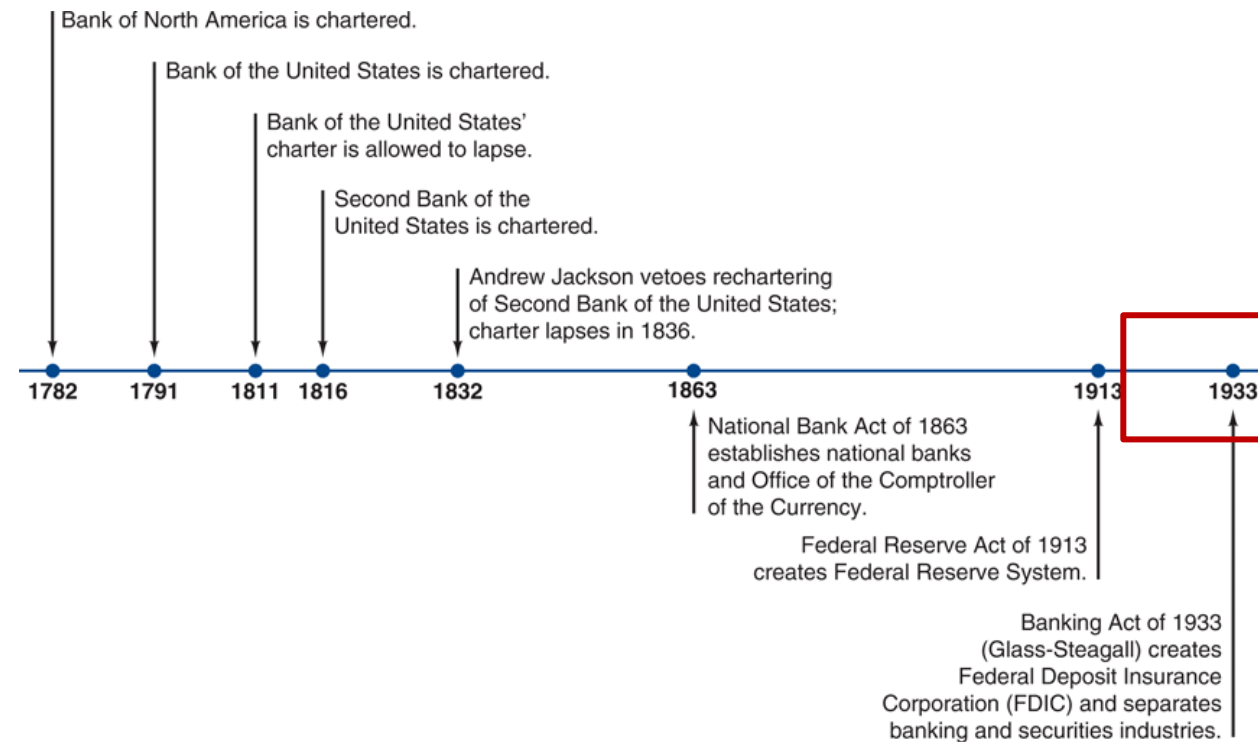 Bank of North America is chartered.
Bank of the United States is chartered.
Bank of the United States’
charter is allowed to lapse.
Second Bank of the
United States is chartered.
Andrew Jackson vetoes rechartering
of Second Bank of the United States;
charter lapses in 1836.
1782 1791 1811 1816 1832 1863 1913 1933
National Bank Act of 1863
establishes national banks
and Office of the Comptroller
of the Currency.
Federal Reserve Act of 1913
creates Federal Reserve System.
Banking Act of 1933
(Glass-Steagall) creates
Federal Deposit Insurance
Corporation (FDIC) and separates
banking and securities industries.